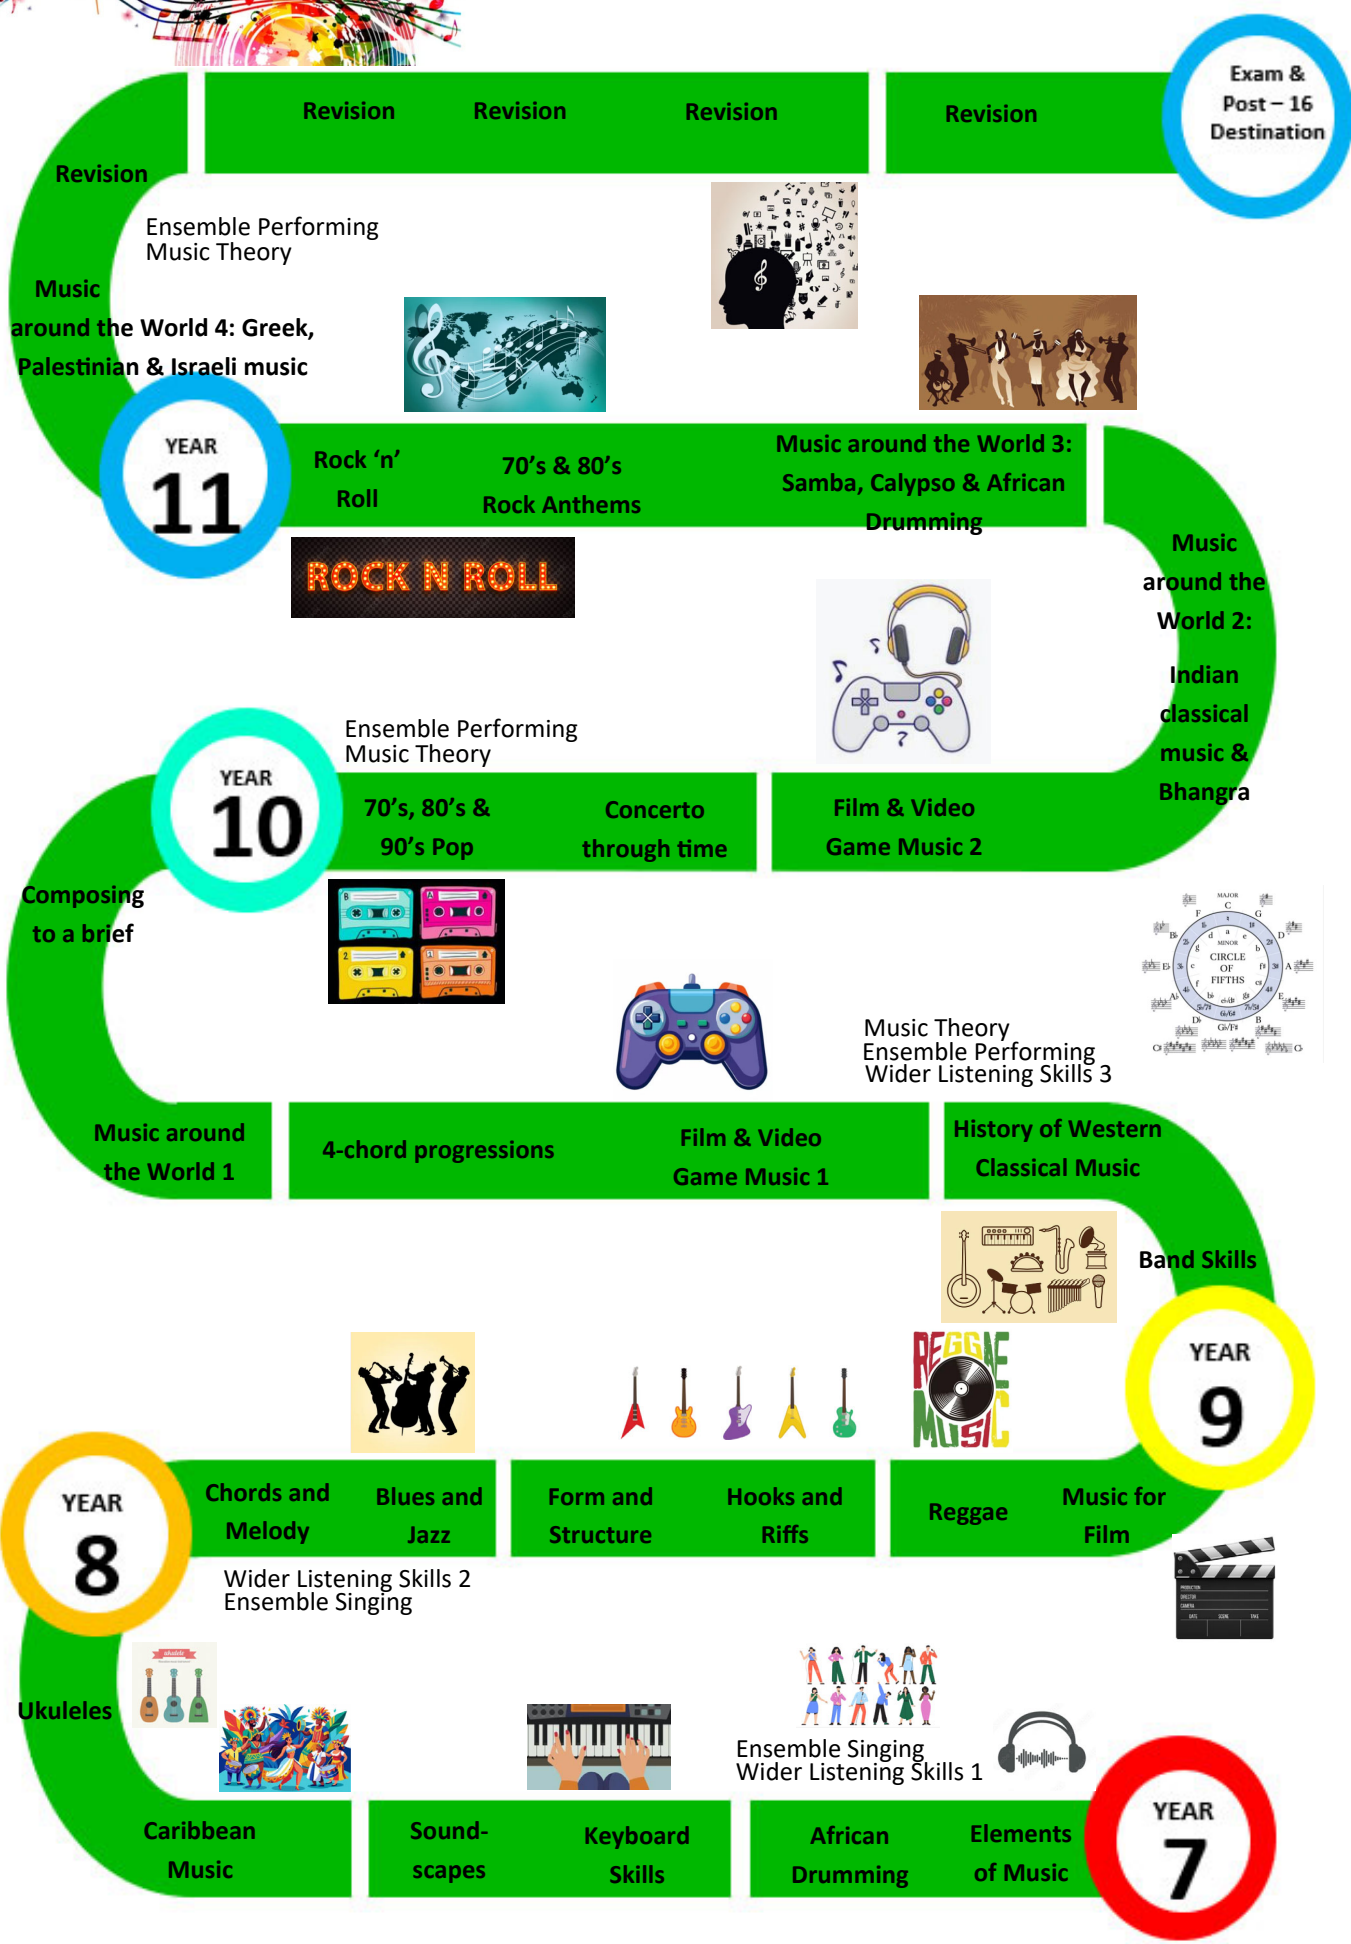 Exam &
Post – 16
Destination
Revision
Revision
Revision
Revision
Revision
Ensemble Performing
Music Theory
Music
around the World 4: Greek,
Palestinian & Israeli music
YEAR
11
Rock ‘n’
Roll
70’s & 80’s
Rock Anthems
Music around the World 3:
Samba, Calypso & African
Drumming
ROCK N ROLL
Music
around the
World 2:
Indian
classical
music &
Bhangra
Ensemble Performing
Music Theory
YEAR
10
70’s, 80’s &
90’s Pop
Concerto
through time
Film & Video
Game Music 2
Composing
to a brief
MAJOR
MINOR
CIRCLE
OF
FIFTHS
Music Theory
Ensemble Performing
Wider Listening Skills 3
Music around
the World 1
4-chord progressions
Film & Video
Game Music 1
History of Western
Classical Music
Band Skills
REGGAE
MUSIC
YEAR
9
YEAR
8
Chords and
Melody
Blues and
Jazz
Form and
Structure
Hooks and
Riffs
Reggae
Music for
Film
Wider Listening Skills 2
Ensemble Singing
PRODUCTION
DIRECTOR
CAMERA
DATE SCENE TAKE
ukulele
Ukuleles
Ensemble Singing
Wider Listening Skills 1
Caribbean
Music
Sound-
scapes
Keyboard
Skills
African
Drumming
Elements
of Music
YEAR
7